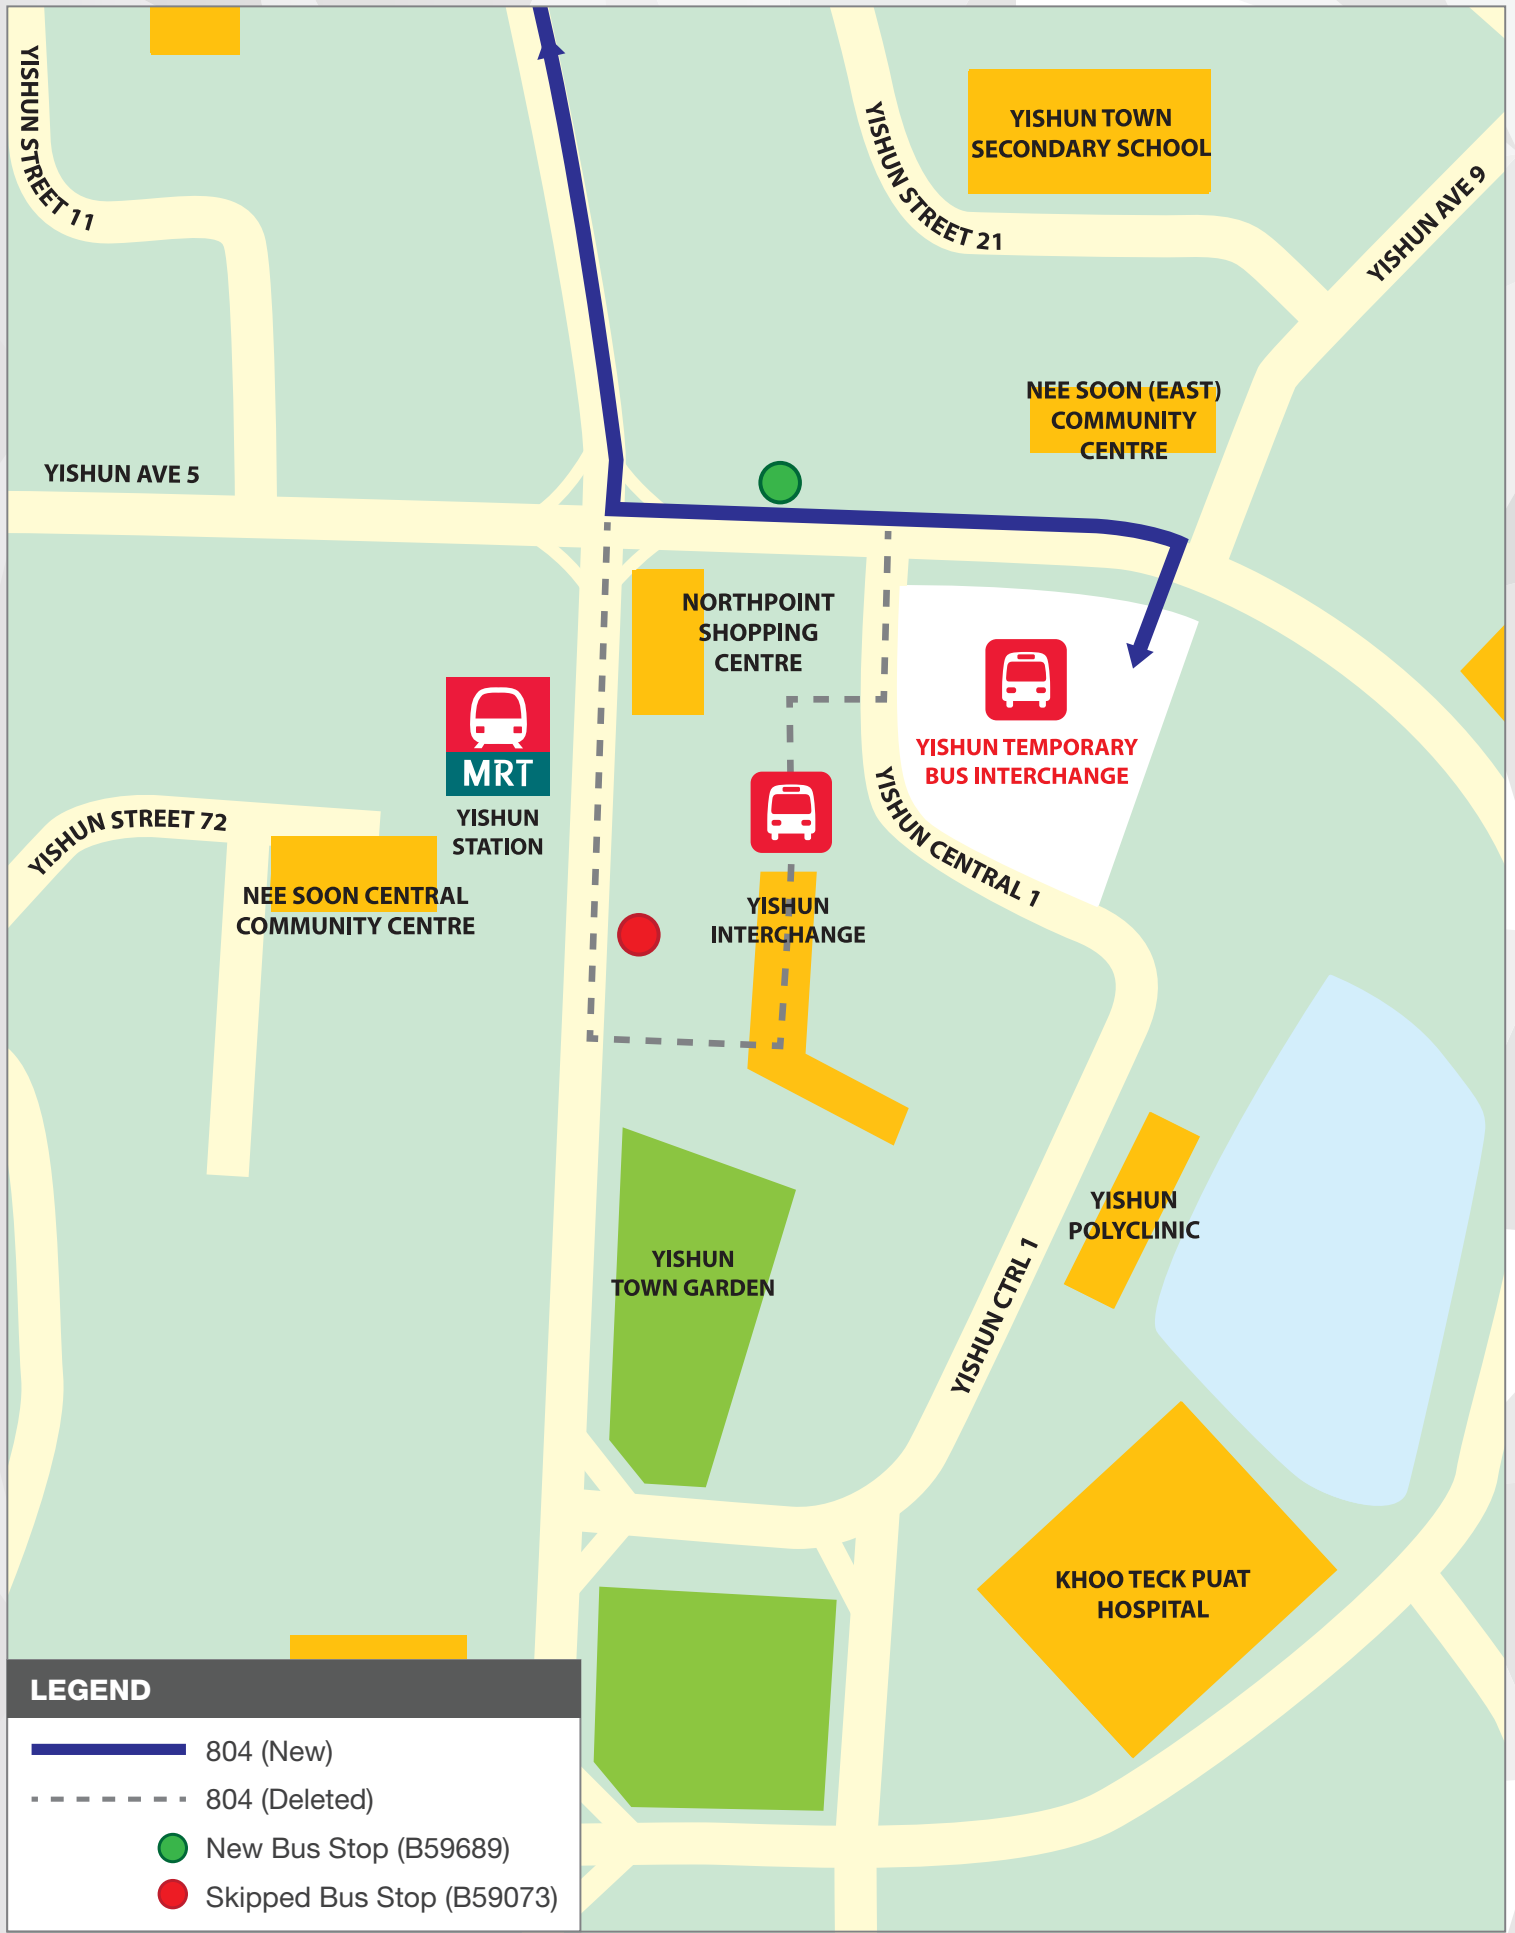 YISHUN STREET 11
YISHUN STREET 21
YISHUN TOWN
SECONDARY SCHOOL
YISHUN AVE 9
NEE SOON (EAST)
COMMUNITY
CENTRE
YISHUN AVE 5
NORTHPOINT
SHOPPING
CENTRE
MRT
YISHUN
STATION
YISHUN TEMPORARY
BUS INTERCHANGE
YISHUN STREET 72
NEE SOON CENTRAL
COMMUNITY CENTRE
YISHUN
INTERCHANGE
YISHUN CENTRAL 1
YISHUN
POLYCLINIC
YISHUN
TOWN GARDEN
YISHUN CTRL 1
KHOO TECK PUAT
HOSPITAL
LEGEND
804 (New)
804 (Deleted)
New Bus Stop (B59689)
Skipped Bus Stop (B59073)